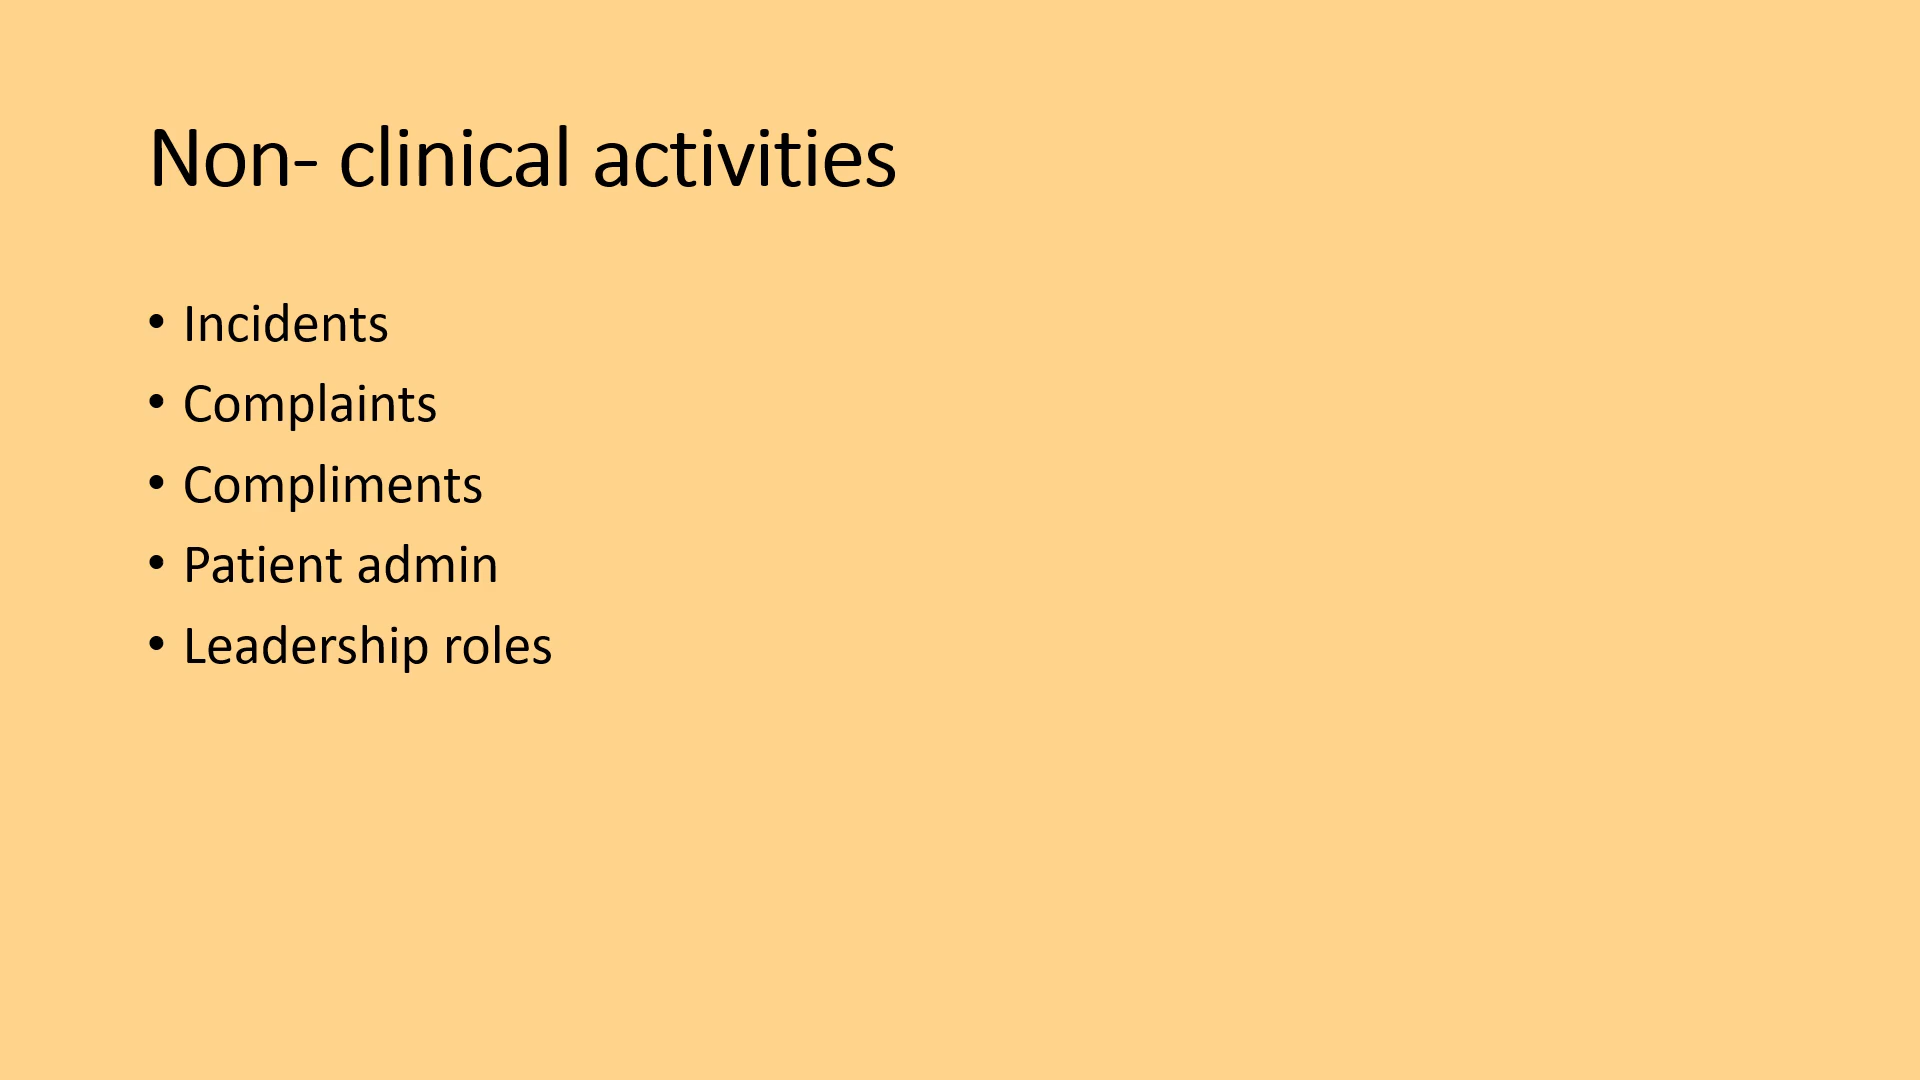 Non- clinical activities
• Incidents
• Complaints
• Compliments
• Patient admin
• Leadership roles